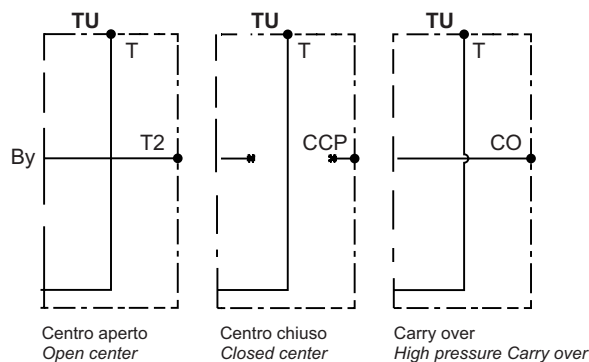 TU TU TU
T T T
By T2 CCP CO
Centro aperto Centro chiuso Carry over
Open center Closed center High pressure Carry over